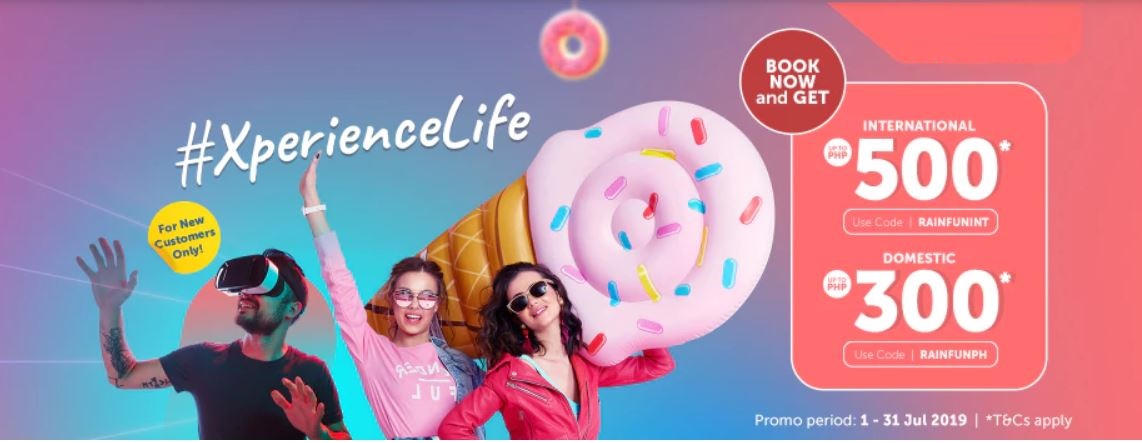 #XperienceLife
For New
Customers
Only!
BOOK
NOW
and GET
INTERNATIONAL
UP TO
PHP
500*
Use Code | RAINFUNINT
DOMESTIC
UP TO
PHP
300*
Use Code | RAINFUNPH
Promo period: 1 - 31 Jul 2019 | *T&Cs apply